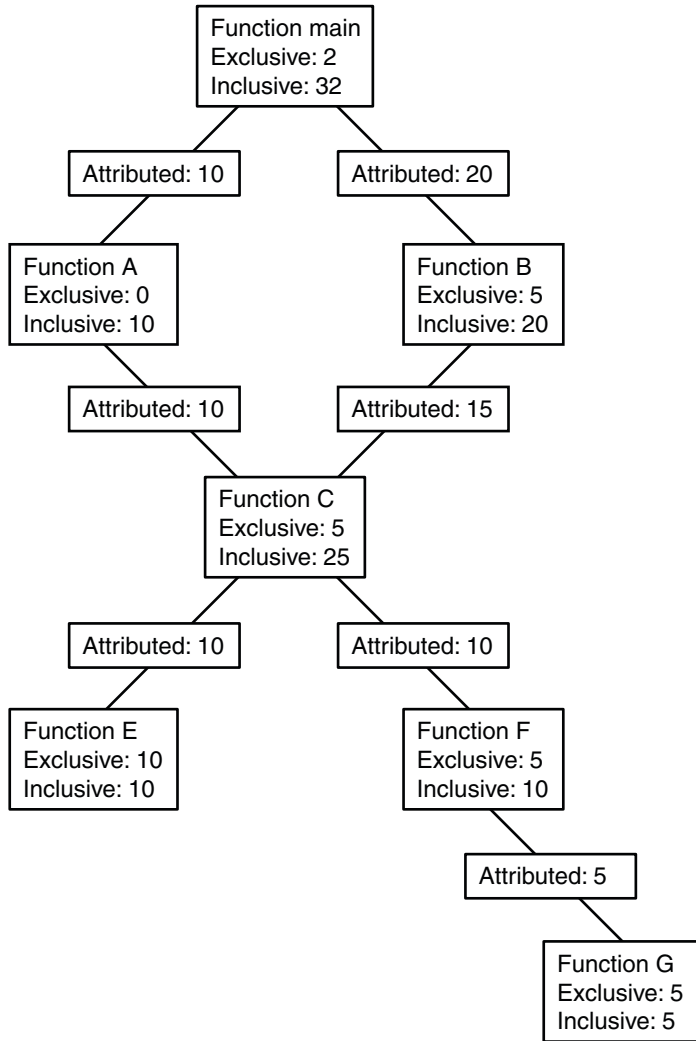 Function main
Exclusive: 2
Inclusive: 32
Attributed: 10
Attributed: 20
Function A
Exclusive: 0
Inclusive: 10
Function B
Exclusive: 5
Inclusive: 20
Attributed: 10
Attributed: 15
Function C
Exclusive: 5
Inclusive: 25
Attributed: 10
Attributed: 10
Function E
Exclusive: 10
Inclusive: 10
Function F
Exclusive: 5
Inclusive: 10
Attributed: 5
Function G
Exclusive: 5
Inclusive: 5